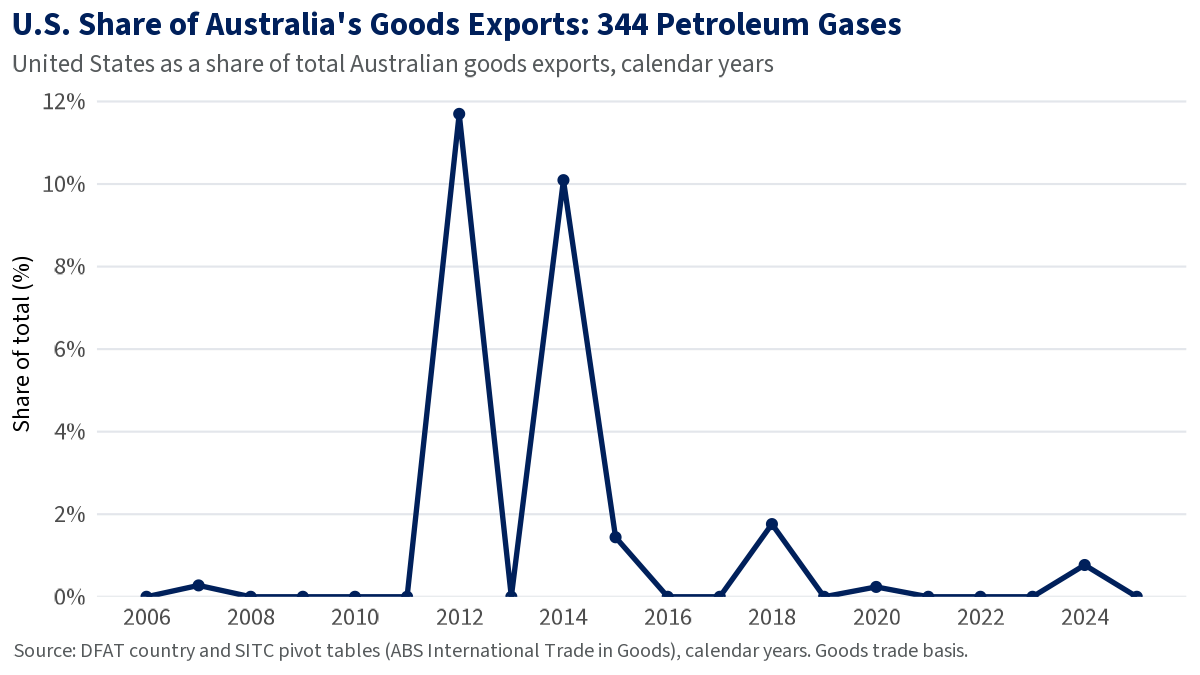 U.S. Share of Australia's Goods Exports: 344 Petroleum Gases
United States as a share of total Australian goods exports, calendar years
Share of total (%)
12%
10%
8%
6%
4%
2%
0%
2006 2008 2010 2012 2014 2016 2018 2020 2022 2024
Source: DFAT country and SITC pivot tables (ABS International Trade in Goods), calendar years. Goods trade basis.